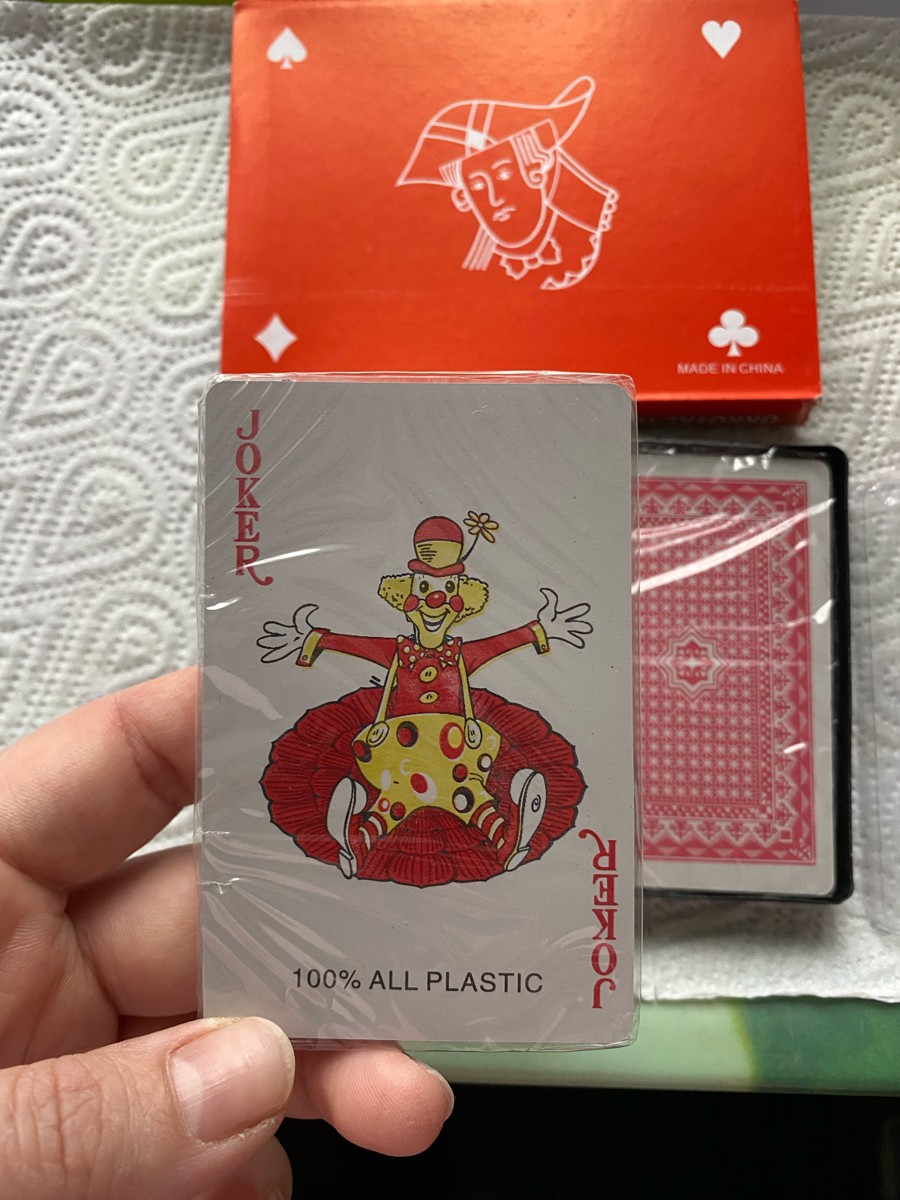 MADE IN CHINA
JOKER
100% ALL PLASTIC
JOKER